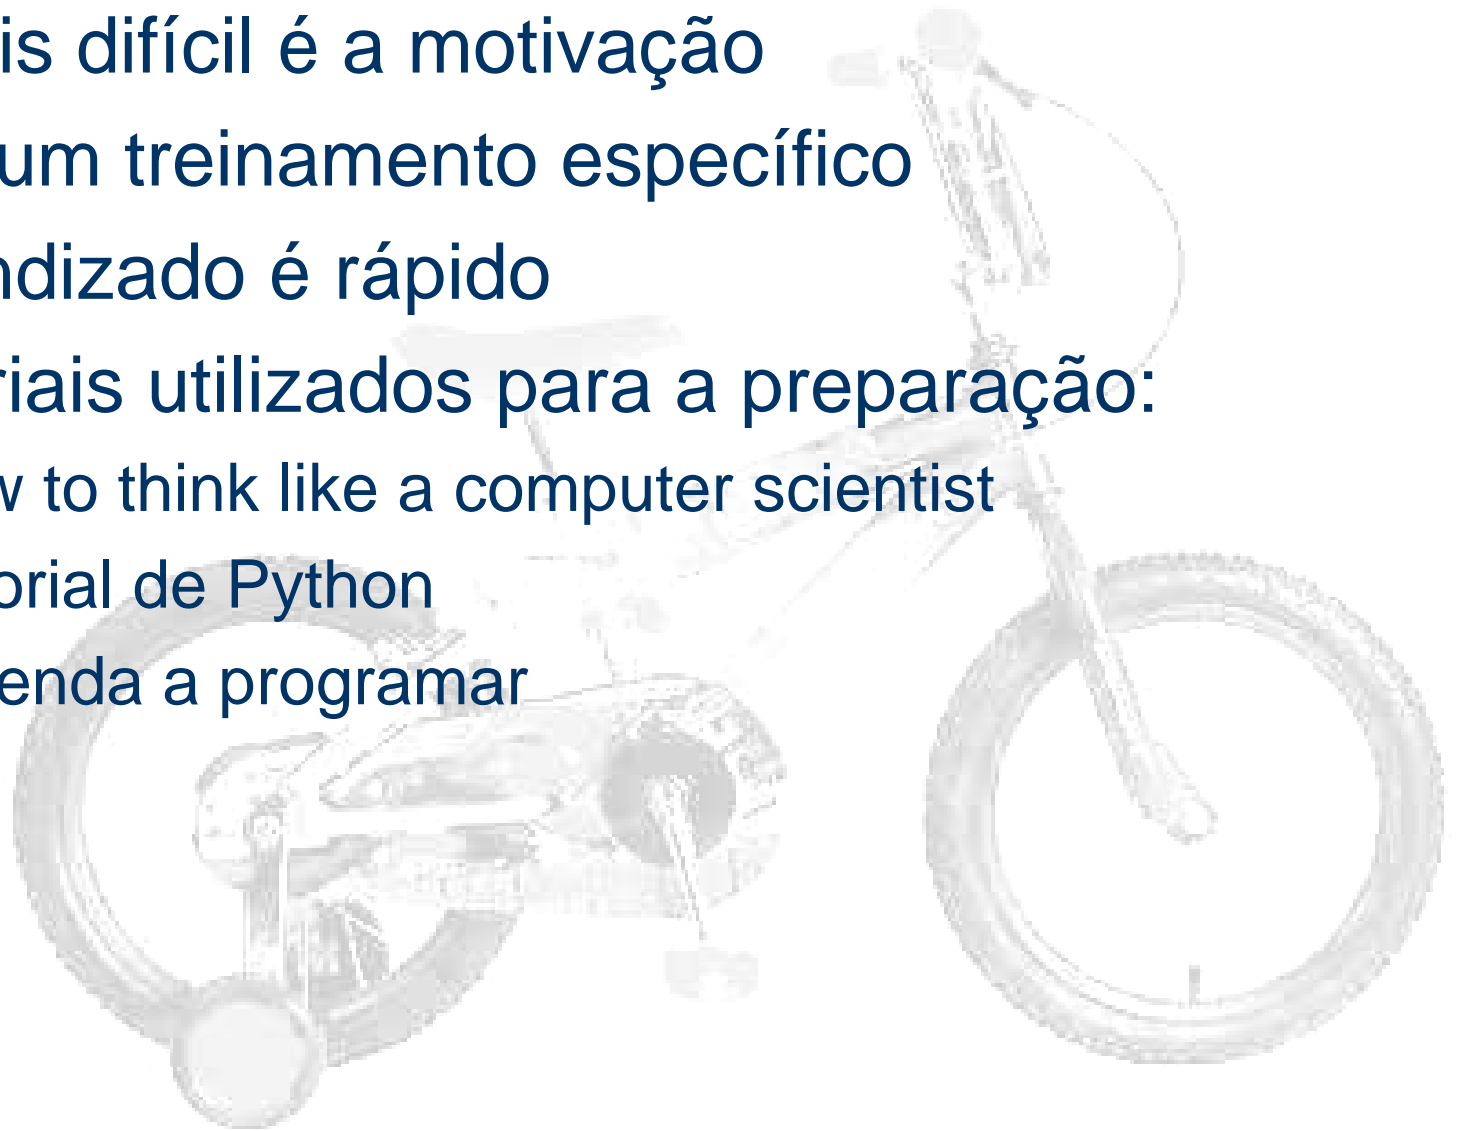 is difícil é a motivação
um treinamento específico
ndizado é rápido
riais utilizados para a preparação:
w to think like a computer scientist
orial de Python
enda a programar